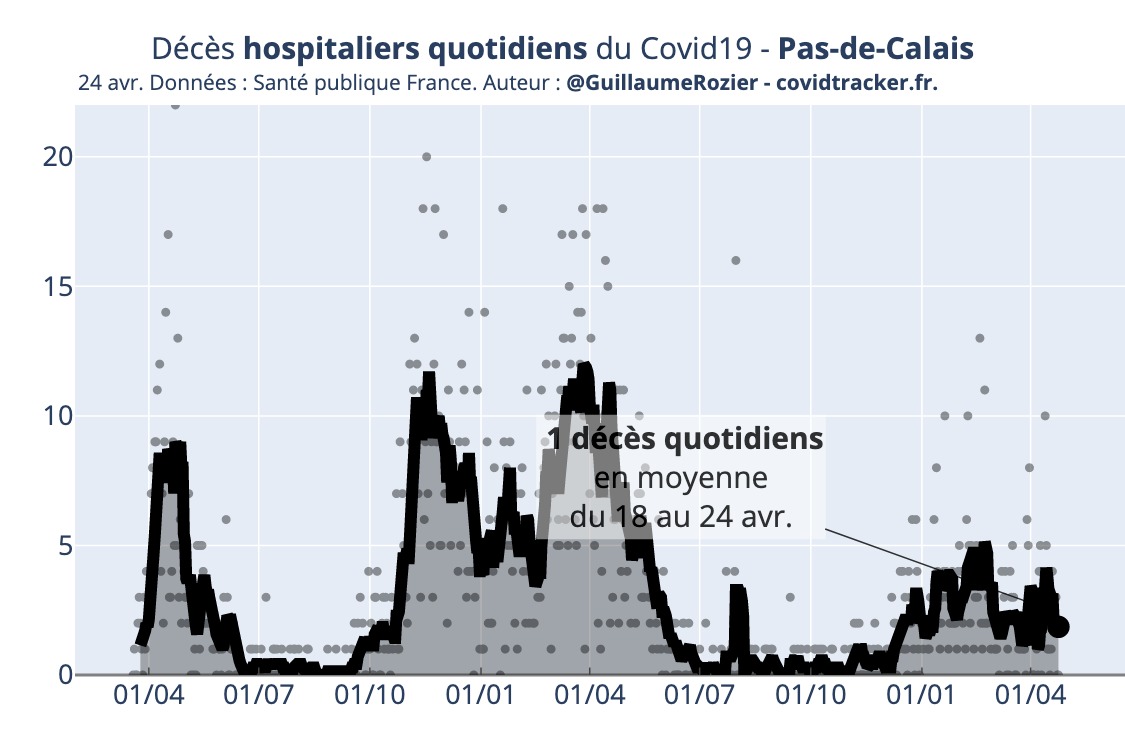 Décès hospitaliers quotidiens du Covid19 - Pas-de-Calais
24 avr. Données : Santé publique France. Auteur : @GuillaumeRozier - covidtracker.fr.
20
15
10
1 décès quotidiens
en moyenne
du 18 au 24 avr.
5
0
01/04 01/07 01/10 01/01 01/04 01/07 01/10 01/01 01/04